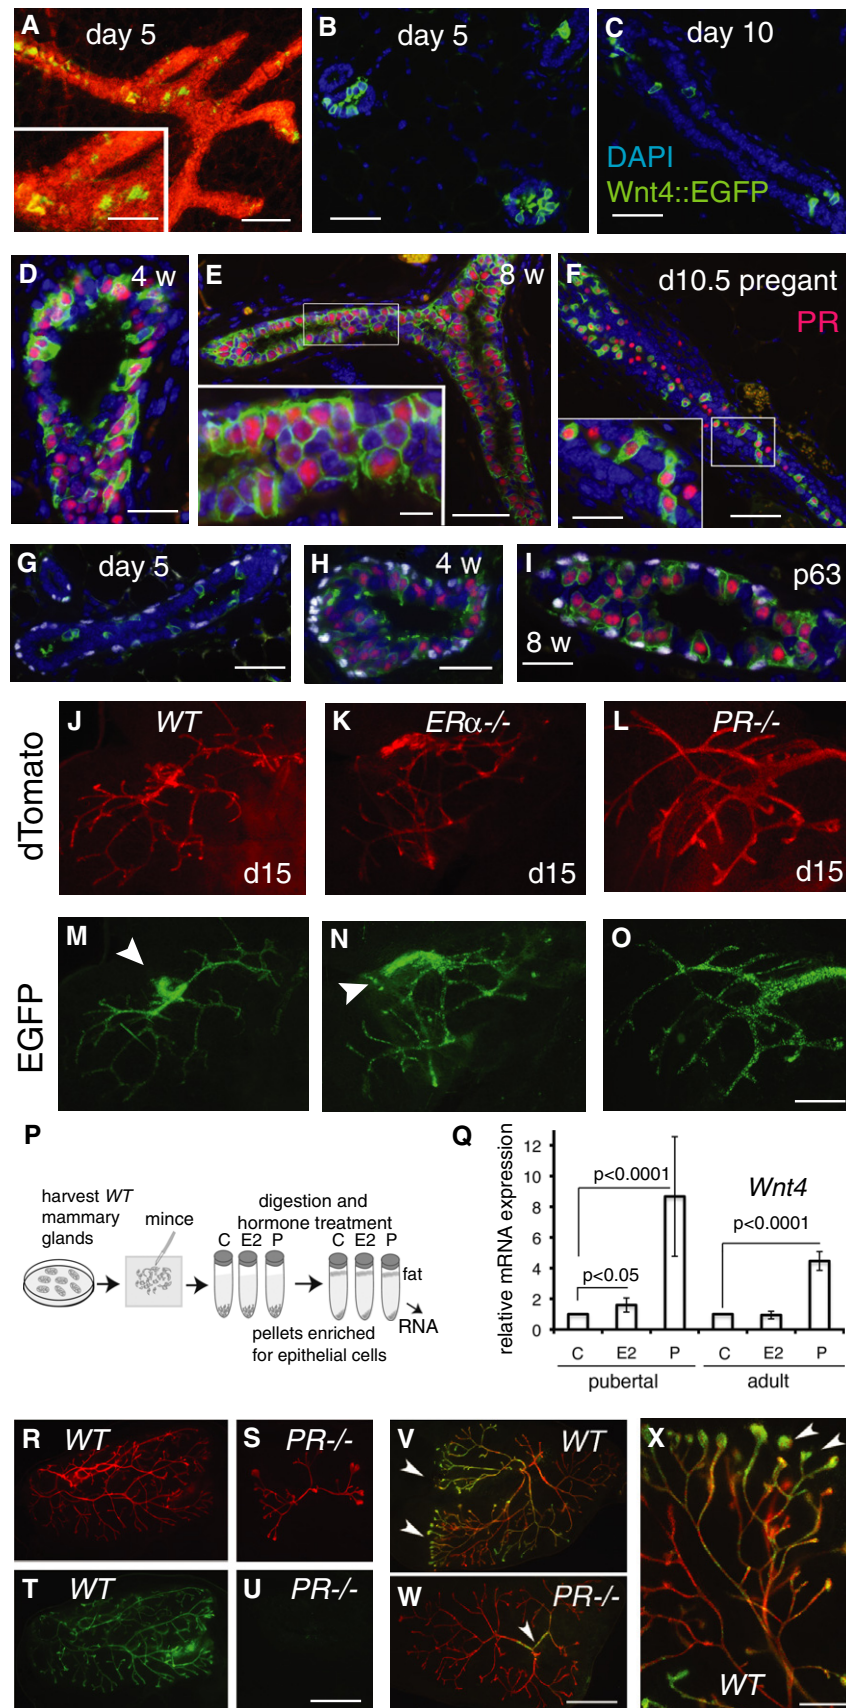 A
day 5
B
day 5
C
day 10
DAPI
Wnt4::EGFP
D
4 w
E
8 w
F
d10.5 pregant
PR
G
day 5
H
4 w
I
p63
8 w
dTomato
J
WT
d15
K
ERα-/-
d15
L
PR-/-
d15
EGFP
M
N
O
P
harvest WT
mammary
glands
mince
digestion and
hormone treatment
C E2 P
C E2 P
fat
RNA
pellets enriched
for epithelial cells
Q
relative mRNA expression
12
10
8
6
4
2
0
p<0.0001
p<0.05
Wnt4
p<0.0001
C E2 P C E2 P
pubertal adult
R
WT
S
PR-/-
T
WT
U
PR-/-
V
WT
W
PR-/-
X
WT